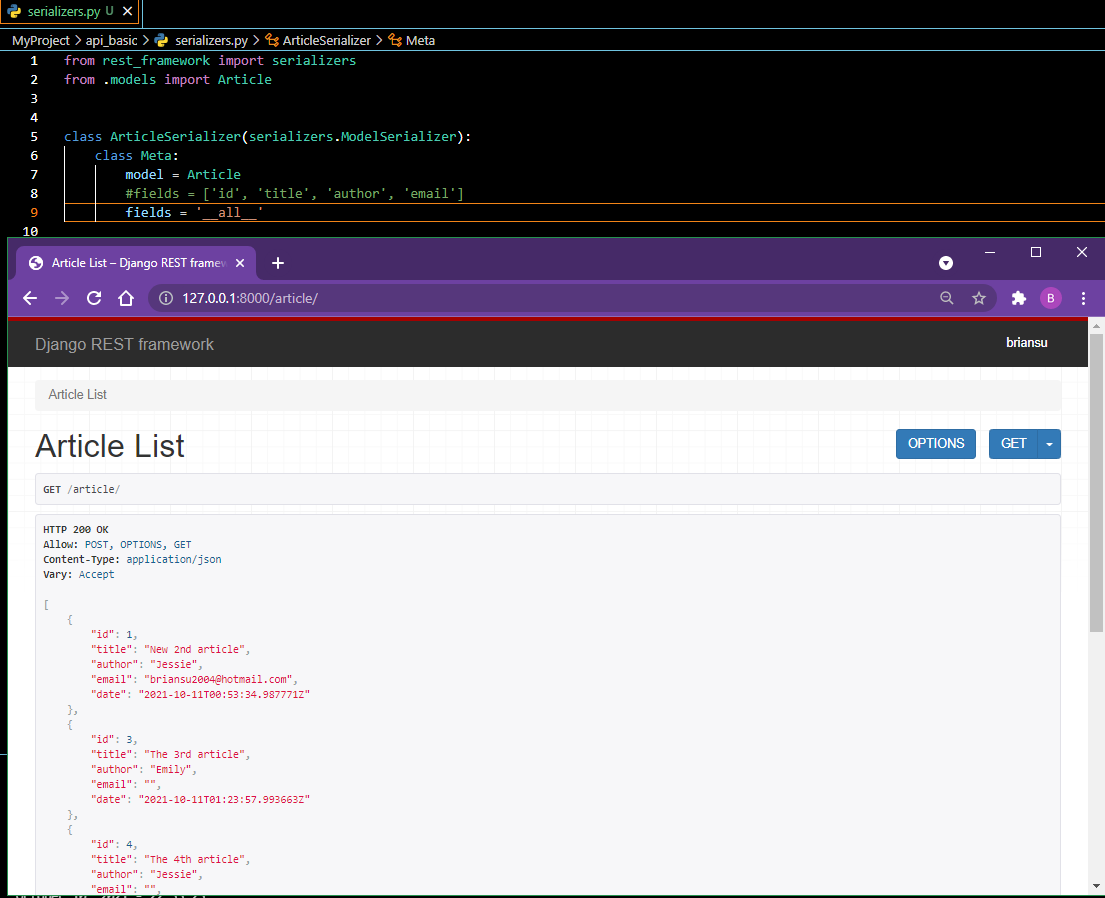 serializers.py U
MyProject > api_basic > serializers.py > ArticleSerializer > Meta
1 from rest_framework import serializers
2 from .models import Article
3
4
5 class ArticleSerializer(serializers.ModelSerializer):
6 class Meta:
7 model = Article
8 #fields = ['id', 'title', 'author', 'email']
9 fields = '__all__'
10
Article List – Django REST framew
127.0.0.1:8000/article/
B
Django REST framework
briansu
Article List
Article List
OPTIONS
GET
GET /article/
HTTP 200 OK
Allow: POST, OPTIONS, GET
Content-Type: application/json
Vary: Accept
[
{
"id": 1,
"title": "New 2nd article",
"author": "Jessie",
"email": "briansu2004@hotmail.com",
"date": "2021-10-11T00:53:34.987771Z"
},
{
"id": 3,
"title": "The 3rd article",
"author": "Emily",
"email": "",
"date": "2021-10-11T01:23:57.993663Z"
},
{
"id": 4,
"title": "The 4th article",
"author": "Jessie",
"email": "",